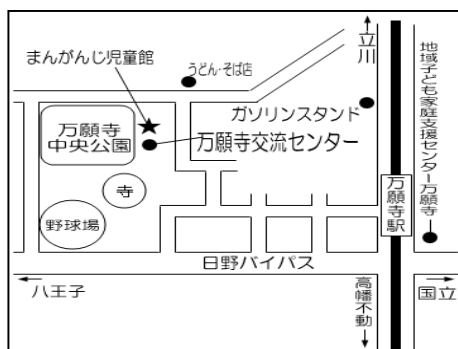 立川
まんがんじ児童館
うどん・そば店
地域子ども家庭支援センター万願寺
ガソリンスタンド
万願寺
中央公園
万願寺交流センター
寺
万願寺駅
野球場
日野バイパス
八王子
高幡不動
国立